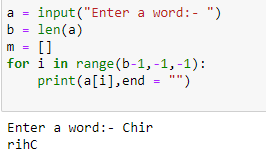 a = input("Enter a word:- ")
b = len(a)
m = []
for i in range(b-1,-1,-1):
    print(a[i],end = "")
Enter a word:- Chir
rihC